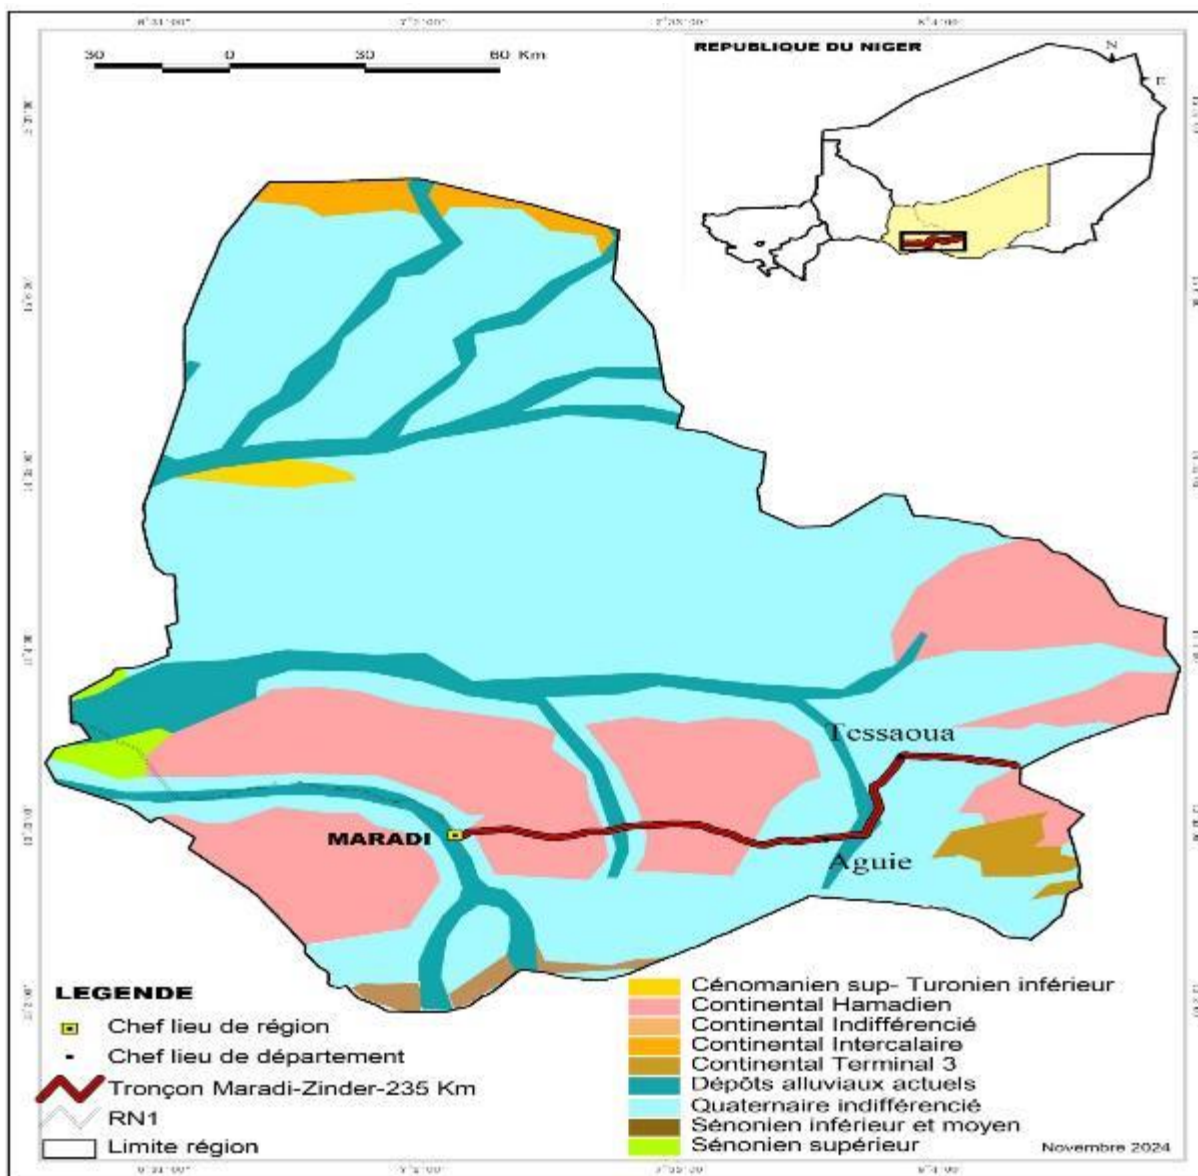 30 0 30 60 Km
REPUBLIQUE DU NIGER
N
E
Tessaoua
MARADI
Aguie
LEGENDE
Chef lieu de région
Chef lieu de département
Tronçon Maradi-Zinder-235 Km
RN1
Limite région
Cénomanien sup- Turonien inférieur
Continental Hamadien
Continental Indifférencié
Continental Intercalaire
Continental Terminal 3
Dépôts alluviaux actuels
Quaternaire indifférencié
Sénonien inférieur et moyen
Sénonien supérieur
Novembre 2024